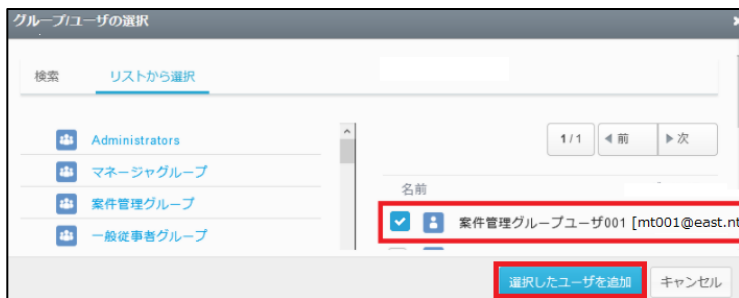 グループ/ユーザの選択
検索 リストから選択
Administrators
マネージャグループ
案件管理グループ
一般従事者グループ
1/1 ◀前 ▶次
名前
案件管理グループユーザ001 [mt001@east.nt
選択したユーザを追加 キャンセル